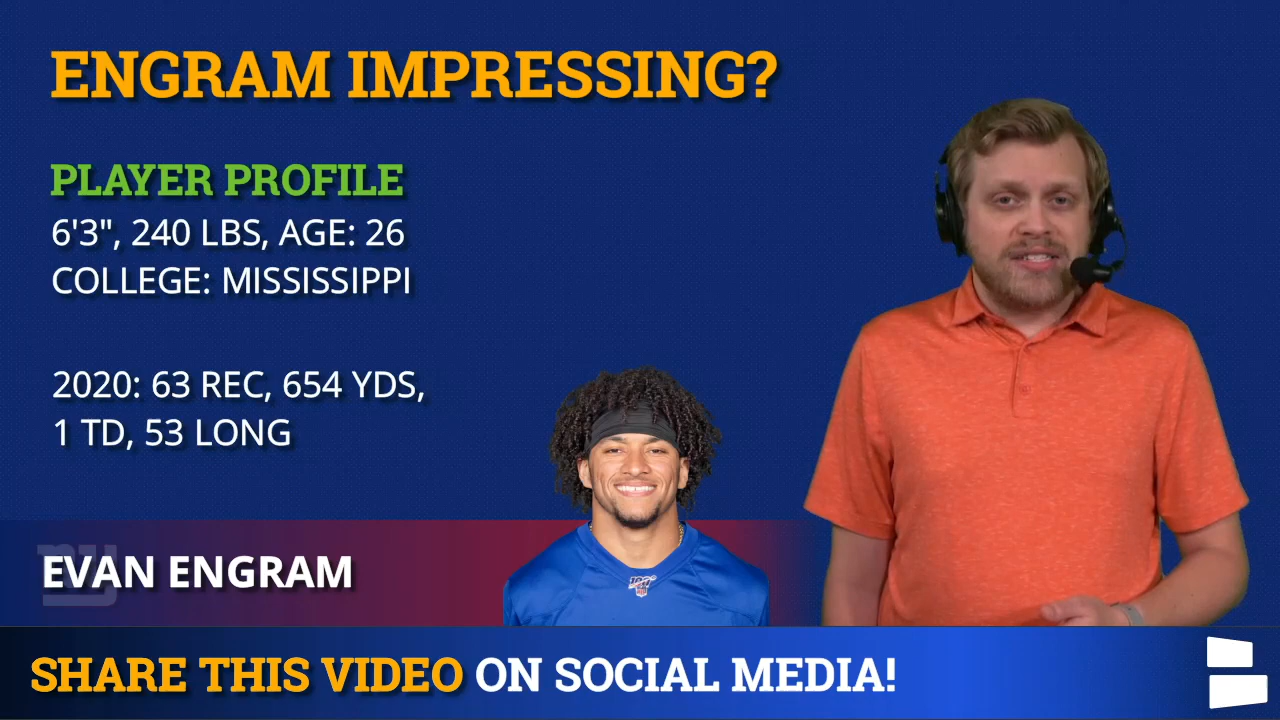 ENGRAM IMPRESSING?
PLAYER PROFILE
6'3", 240 LBS, AGE: 26
COLLEGE: MISSISSIPPI
2020: 63 REC, 654 YDS,
1 TD, 53 LONG
ny
EVAN ENGRAM
SHARE THIS VIDEO ON SOCIAL MEDIA!